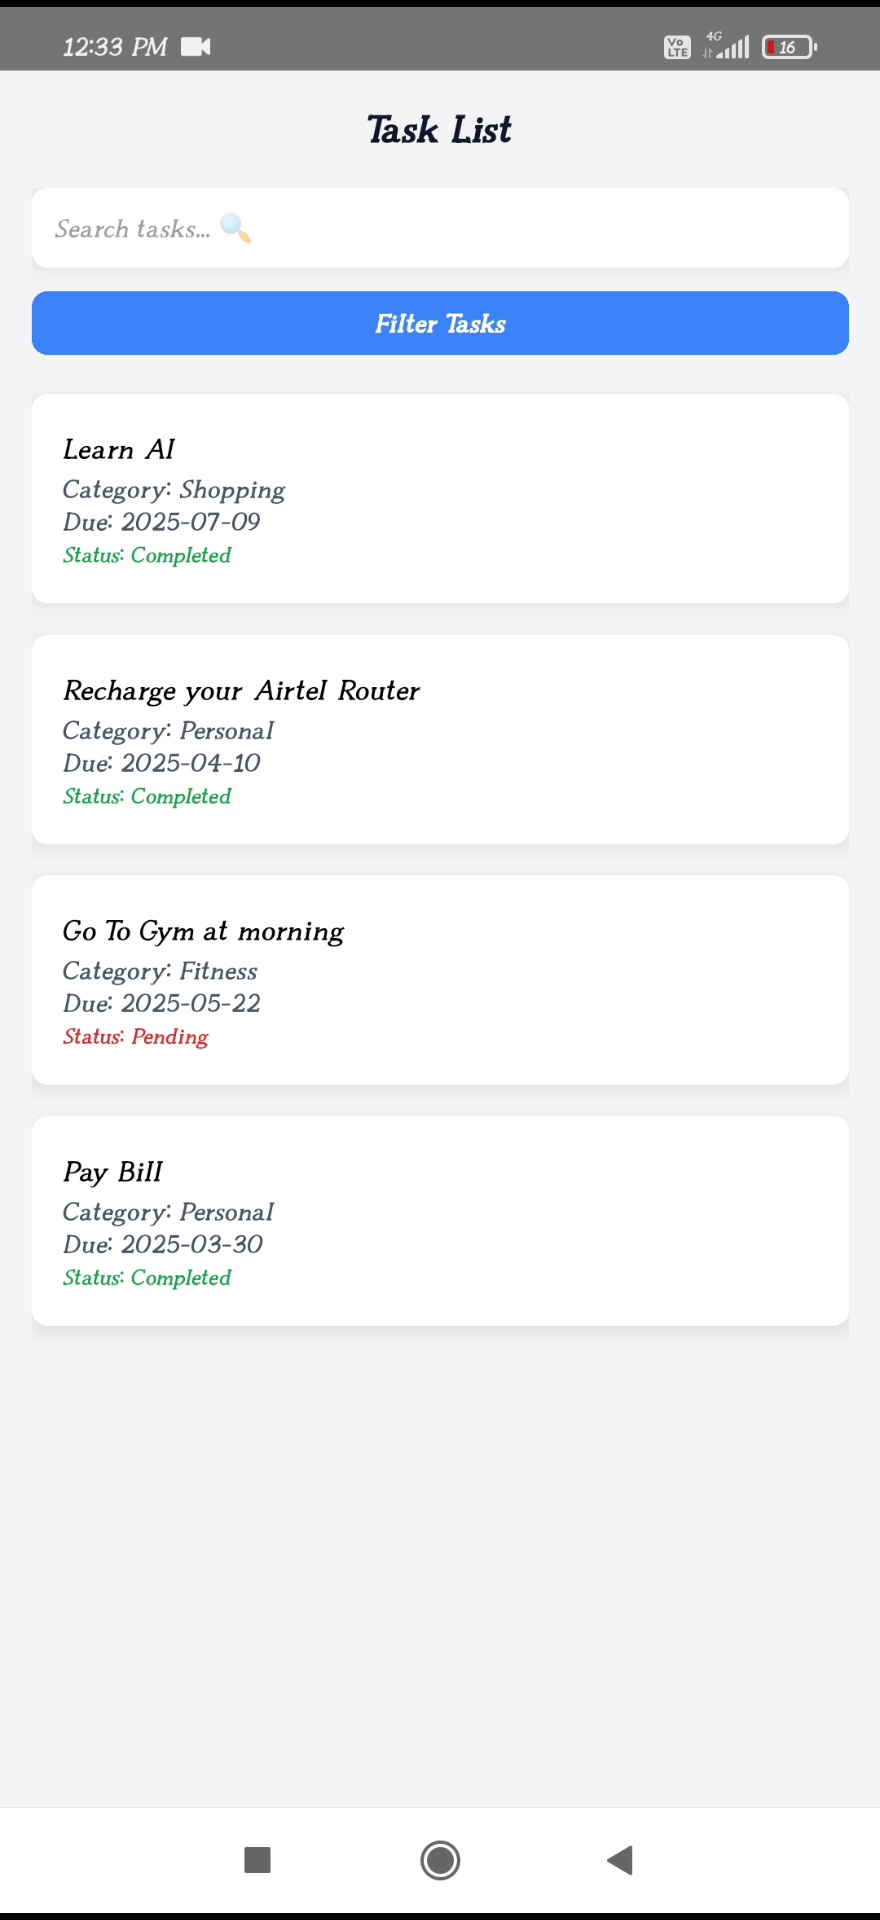 12:33 PM
Vo LTE 4G 16
Task List
Search tasks... 🔍
Filter Tasks
Learn AI
Category: Shopping
Due: 2025-07-09
Status: Completed
Recharge your Airtel Router
Category: Personal
Due: 2025-04-10
Status: Completed
Go To Gym at morning
Category: Fitness
Due: 2025-05-22
Status: Pending
Pay Bill
Category: Personal
Due: 2025-03-30
Status: Completed